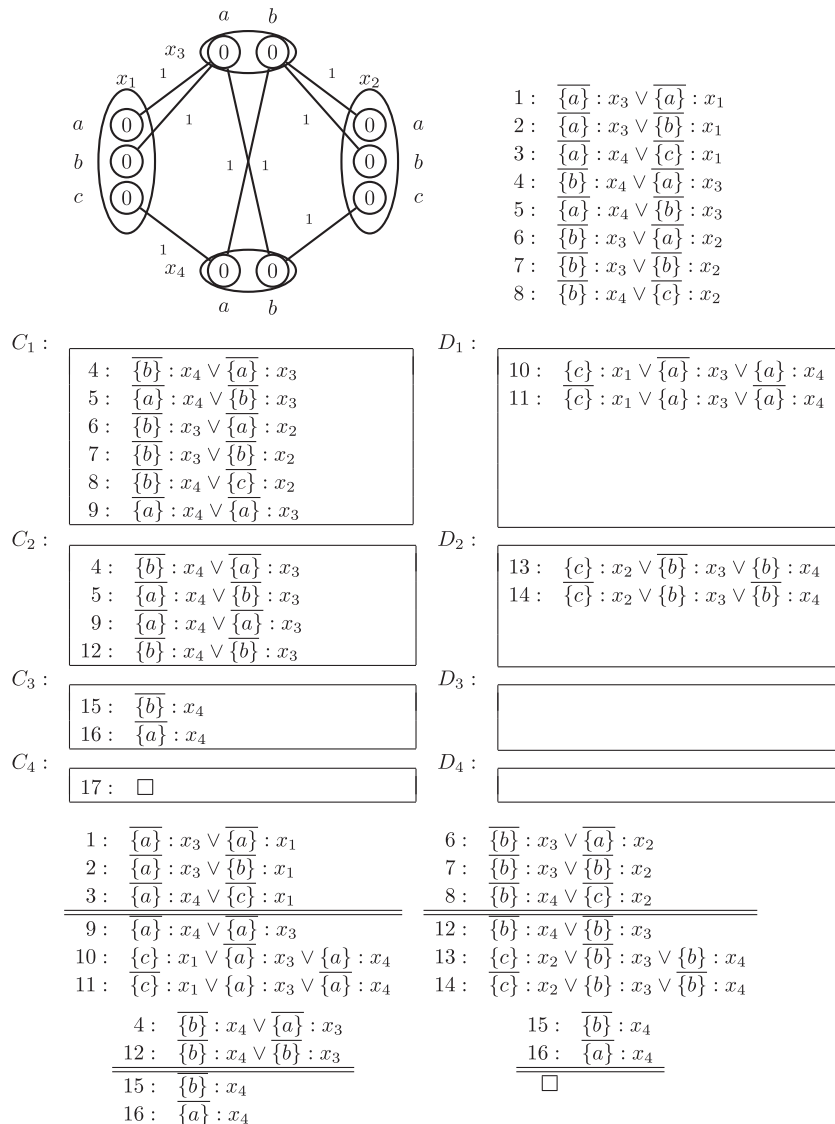 a b
x₃ 0 0
1 1
x₁ x₂
a 0 0 a
1 1
b 0 0 b
1 1
c 0 0 c
1 1
x₄ 0 0
a b
1 : {̅a̅}̅ : x₃ ∨ {̅a̅}̅ : x₁
2 : {̅a̅}̅ : x₃ ∨ {̅b̅}̅ : x₁
3 : {̅a̅}̅ : x₄ ∨ {̅c̅}̅ : x₁
4 : {̅b̅}̅ : x₄ ∨ {̅a̅}̅ : x₃
5 : {̅a̅}̅ : x₄ ∨ {̅b̅}̅ : x₃
6 : {̅b̅}̅ : x₃ ∨ {̅a̅}̅ : x₂
7 : {̅b̅}̅ : x₃ ∨ {̅b̅}̅ : x₂
8 : {̅b̅}̅ : x₄ ∨ {̅c̅}̅ : x₂
C₁ :
4 : {̅b̅}̅ : x₄ ∨ {̅a̅}̅ : x₃
5 : {̅a̅}̅ : x₄ ∨ {̅b̅}̅ : x₃
6 : {̅b̅}̅ : x₃ ∨ {̅a̅}̅ : x₂
7 : {̅b̅}̅ : x₃ ∨ {̅b̅}̅ : x₂
8 : {̅b̅}̅ : x₄ ∨ {̅c̅}̅ : x₂
9 : {̅a̅}̅ : x₄ ∨ {̅a̅}̅ : x₃
D₁ :
10 : {c} : x₁ ∨ {̅a̅}̅ : x₃ ∨ {a} : x₄
11 : {̅c̅}̅ : x₁ ∨ {a} : x₃ ∨ {̅a̅}̅ : x₄
C₂ :
4 : {̅b̅}̅ : x₄ ∨ {̅a̅}̅ : x₃
5 : {̅a̅}̅ : x₄ ∨ {̅b̅}̅ : x₃
9 : {̅a̅}̅ : x₄ ∨ {̅a̅}̅ : x₃
12 : {̅b̅}̅ : x₄ ∨ {̅b̅}̅ : x₃
D₂ :
13 : {c} : x₂ ∨ {̅b̅}̅ : x₃ ∨ {b} : x₄
14 : {̅c̅}̅ : x₂ ∨ {b} : x₃ ∨ {̅b̅}̅ : x₄
C₃ :
15 : {̅b̅}̅ : x₄
16 : {̅a̅}̅ : x₄
D₃ :
C₄ :
17 : □
D₄ :
1 : {̅a̅}̅ : x₃ ∨ {̅a̅}̅ : x₁
2 : {̅a̅}̅ : x₃ ∨ {̅b̅}̅ : x₁
3 : {̅a̅}̅ : x₄ ∨ {̅c̅}̅ : x₁
9 : {̅a̅}̅ : x₄ ∨ {̅a̅}̅ : x₃
10 : {c} : x₁ ∨ {̅a̅}̅ : x₃ ∨ {a} : x₄
11 : {̅c̅}̅ : x₁ ∨ {a} : x₃ ∨ {̅a̅}̅ : x₄
6 : {̅b̅}̅ : x₃ ∨ {̅a̅}̅ : x₂
7 : {̅b̅}̅ : x₃ ∨ {̅b̅}̅ : x₂
8 : {̅b̅}̅ : x₄ ∨ {̅c̅}̅ : x₂
12 : {̅b̅}̅ : x₄ ∨ {̅b̅}̅ : x₃
13 : {c} : x₂ ∨ {̅b̅}̅ : x₃ ∨ {b} : x₄
14 : {̅c̅}̅ : x₂ ∨ {b} : x₃ ∨ {̅b̅}̅ : x₄
4 : {̅b̅}̅ : x₄ ∨ {̅a̅}̅ : x₃
12 : {̅b̅}̅ : x₄ ∨ {̅b̅}̅ : x₃
15 : {̅b̅}̅ : x₄
16 : {̅a̅}̅ : x₄
15 : {̅b̅}̅ : x₄
16 : {̅a̅}̅ : x₄
□